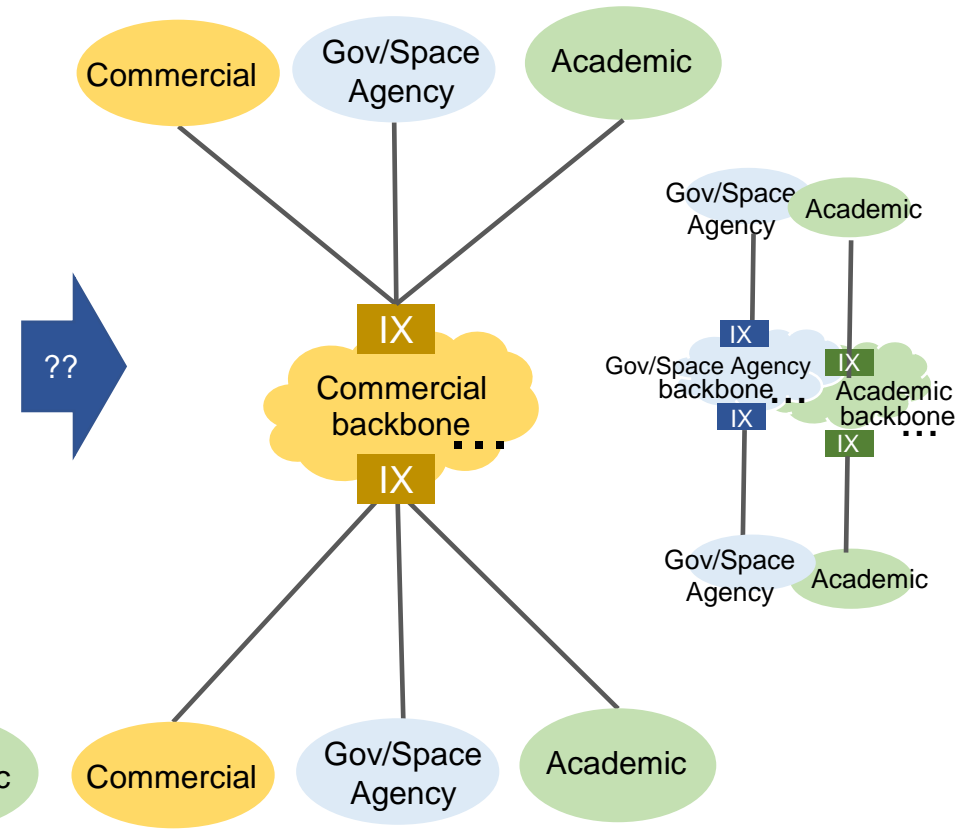 Commercial
Gov/Space
Agency
Academic
Gov/Space
Agency
Academic
??
IX
Commercial
backbone
...
IX
IX
Gov/Space Agency
backbone
...
IX
IX
Academic
backbone
...
IX
Gov/Space
Agency
Academic
c
Commercial
Gov/Space
Agency
Academic